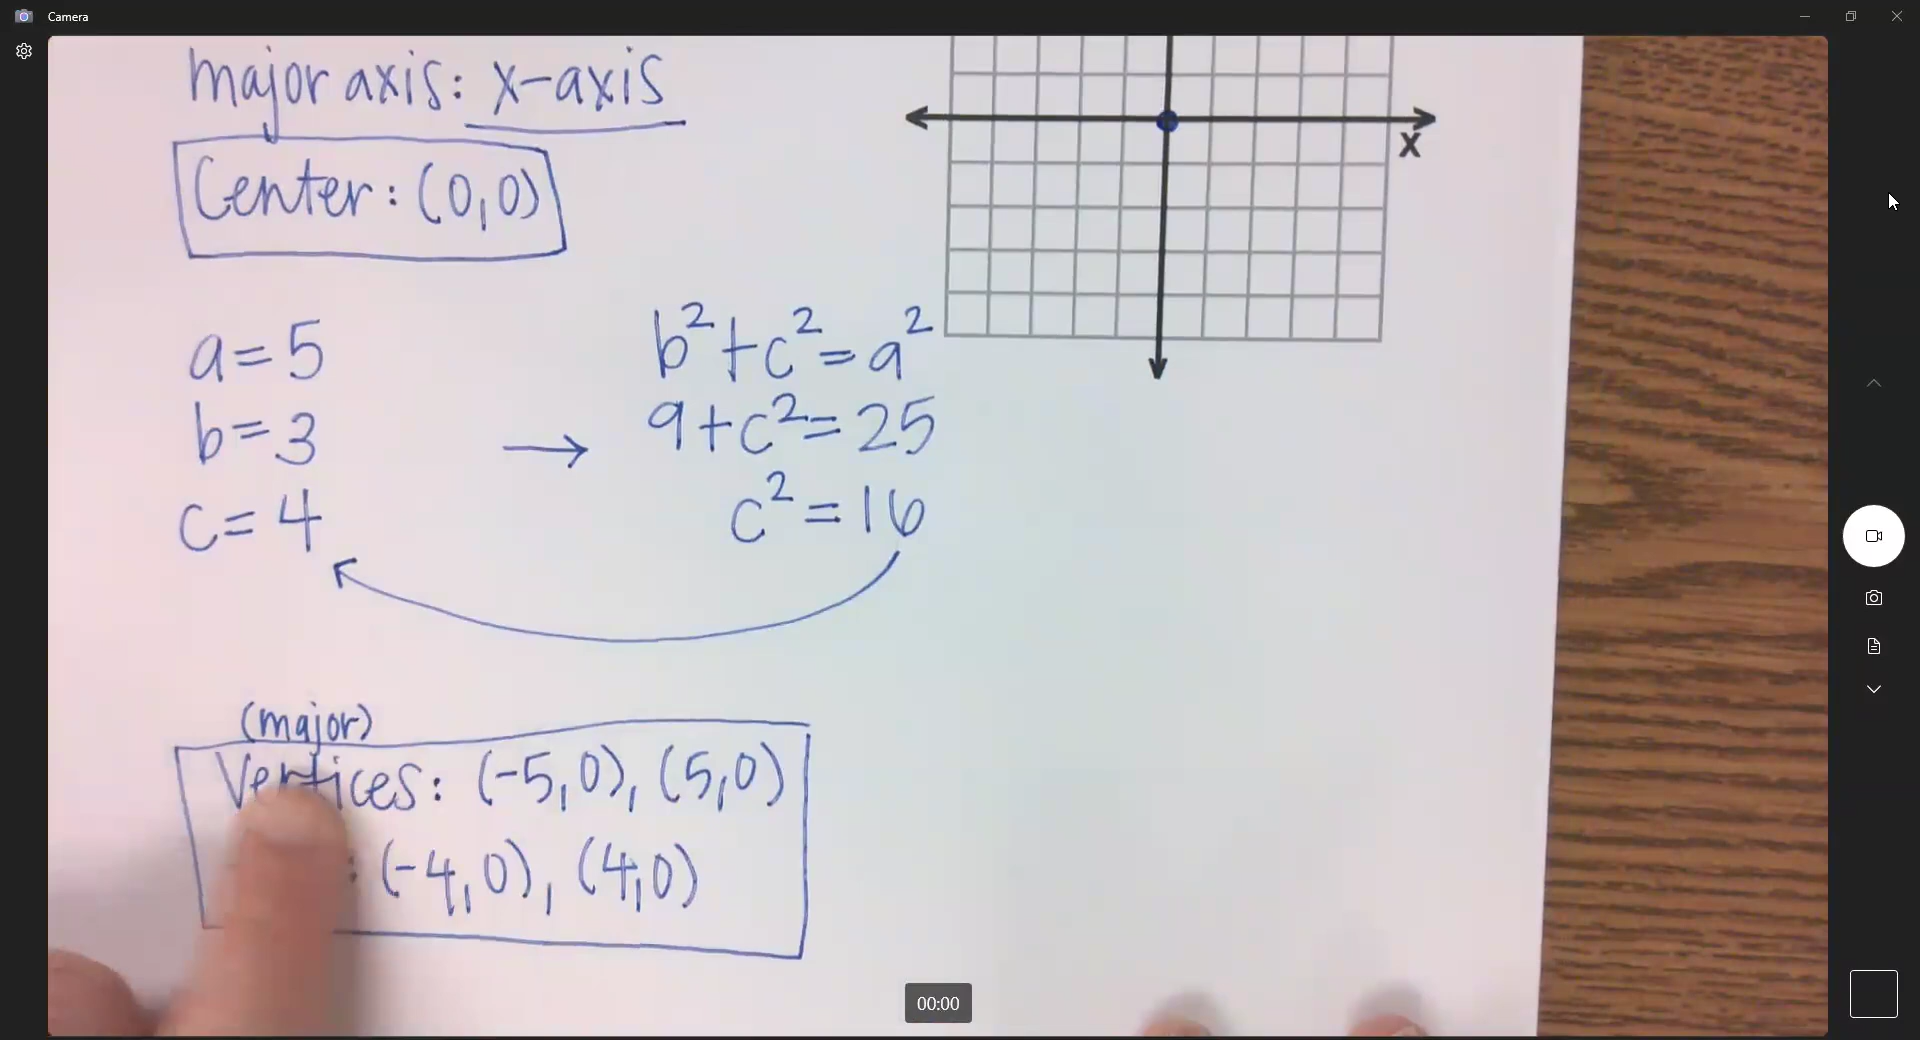 Camera
major axis: x-axis
Center: (0,0)
X
a=5
b=3
c=4
→
b²+c²=a²
9+c²=25
c²=16
(major)
Vertices: (-5,0), (5,0)
: (-4,0), (4,0)
00:00